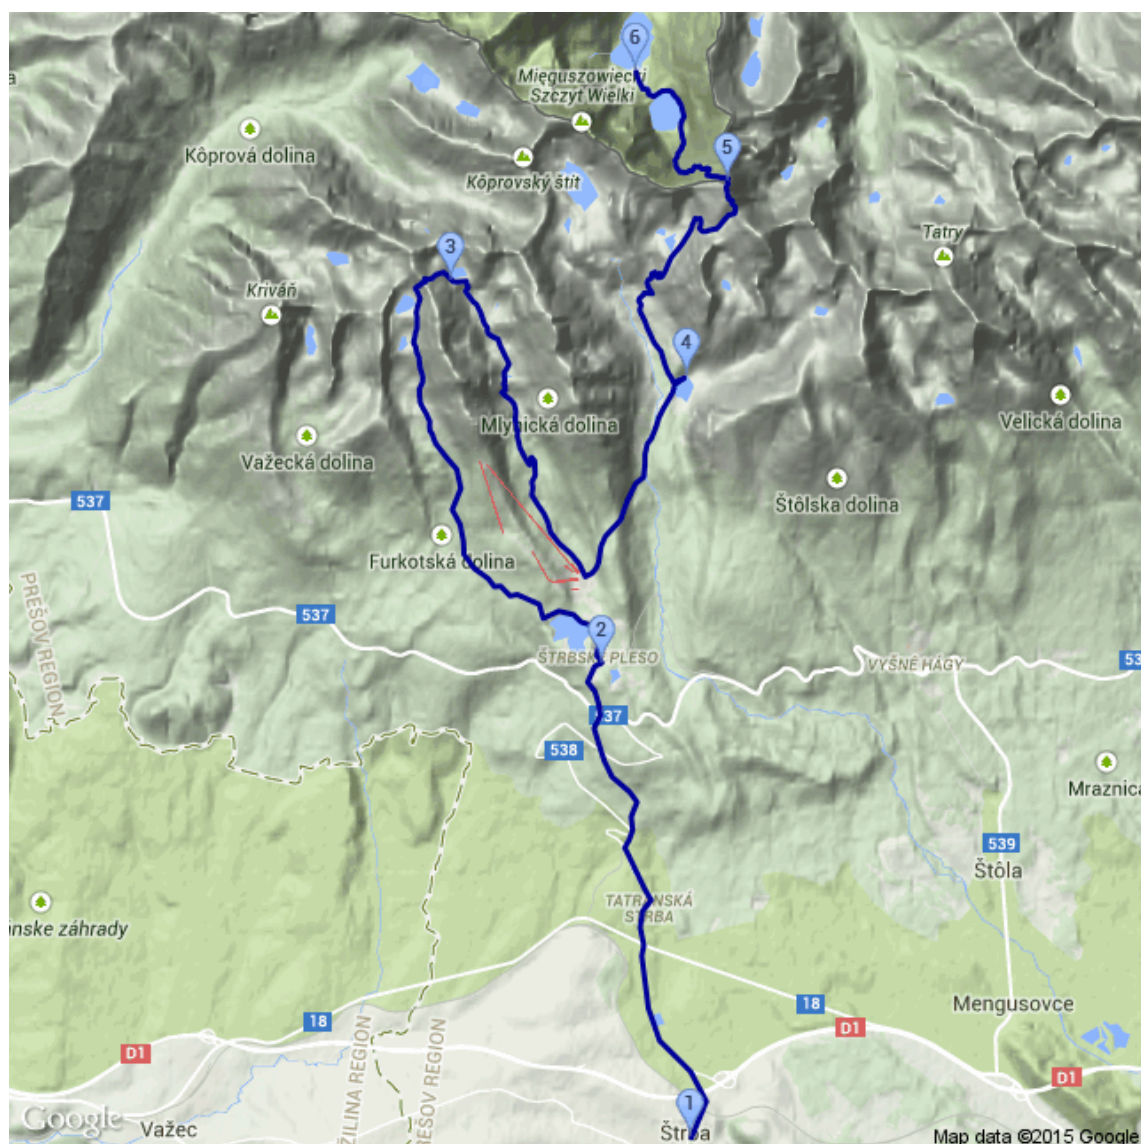 6
Mięguszowiecki
Szczyt Wielki
5
Kôprová dolina
Kôprovský štít
Tatry
3
Kriváň
4
Mlynická dolina
Velická dolina
Važecká dolina
Štôlska dolina
537
Furkotská dolina
PREŠOV REGION
537
2
ŠTRBSKÉ PLESO
VYŠNÉ HÁGY
53
537
538
Mraznica
539
Štôla
TATRANSKÁ
ŠTRBA
ánske záhrady
Mengusovce
18
18
D1
D1
D1
ŽILINA REGION
PREŠOV REGION
1
Google
Važec
Štrba
Map data ©2015 Google